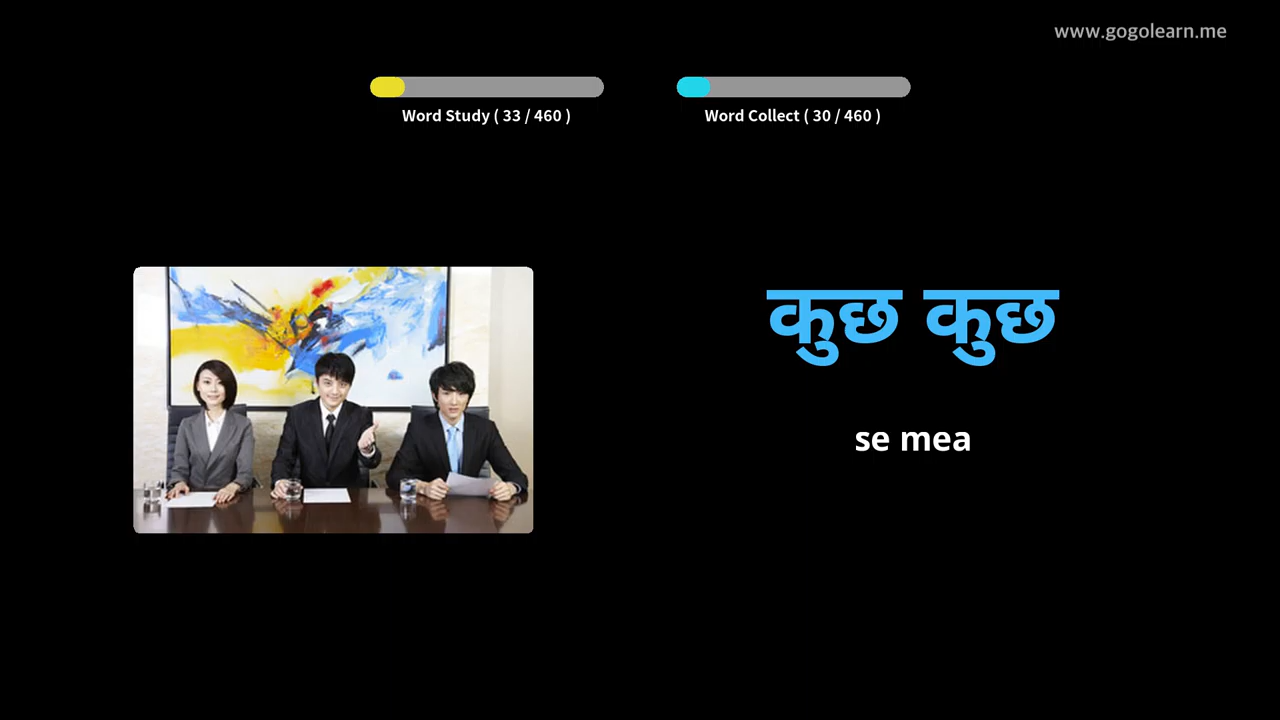 www.gogolearn.me
Word Study ( 33 / 460 )
Word Collect ( 30 / 460 )
कुछ कुछ
se mea